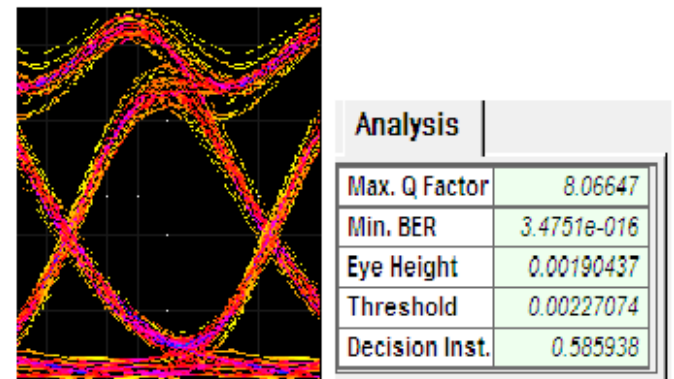 Analysis
Max. Q Factor 8.06647
Min. BER 3.4751e-016
Eye Height 0.00190437
Threshold 0.00227074
Decision Inst. 0.585938